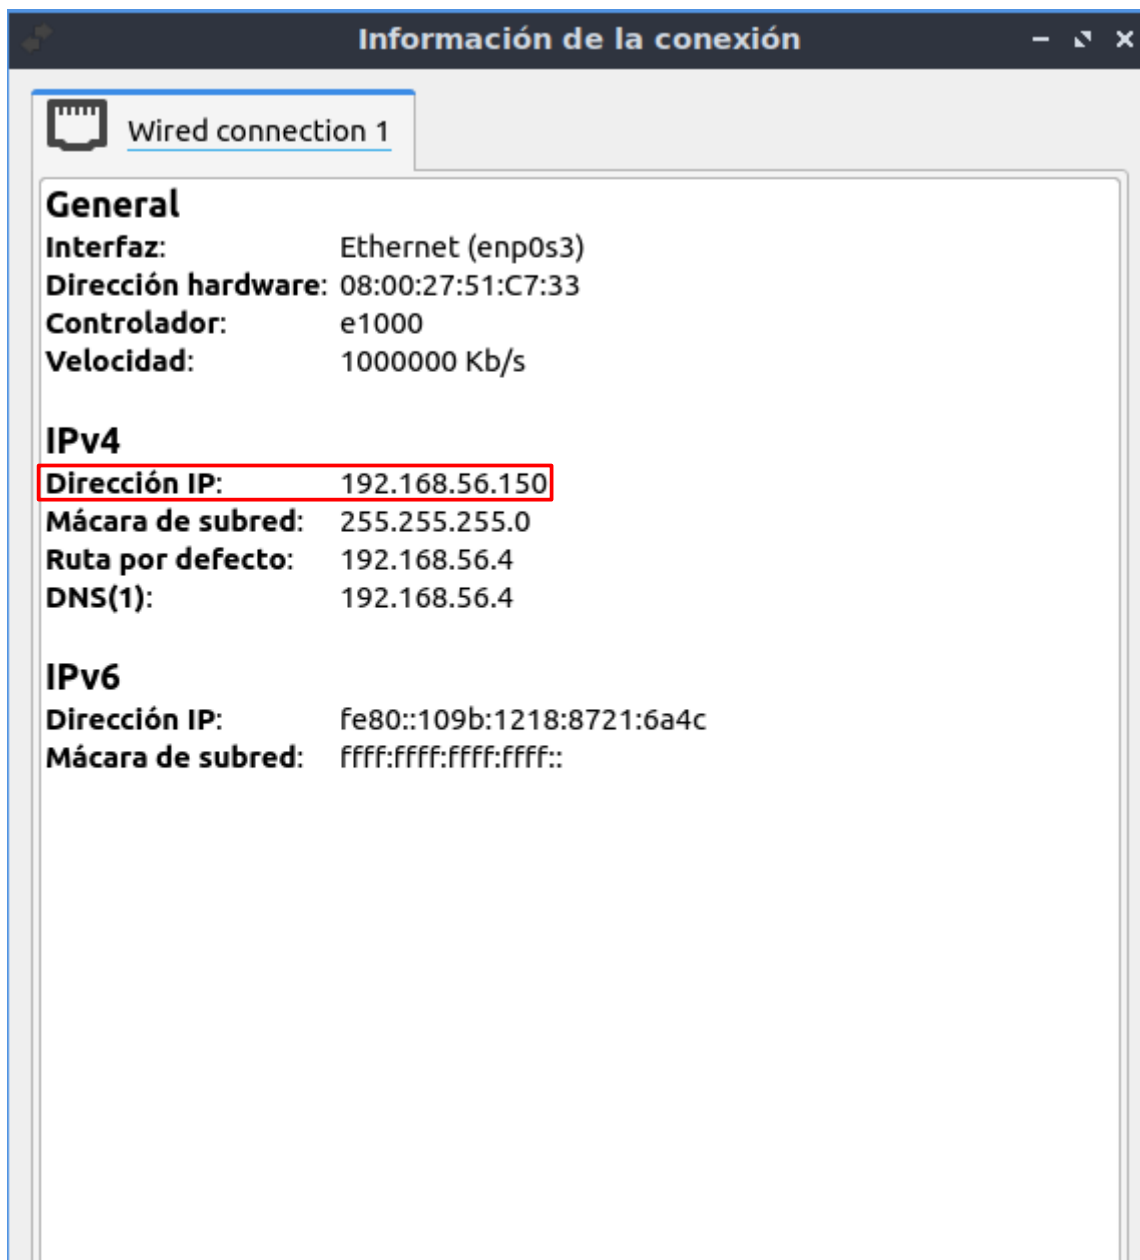 Información de la conexión
Wired connection 1
General
Interfaz: Ethernet (enp0s3)
Dirección hardware: 08:00:27:51:C7:33
Controlador: e1000
Velocidad: 1000000 Kb/s
IPv4
Dirección IP: 192.168.56.150
Mácara de subred: 255.255.255.0
Ruta por defecto: 192.168.56.4
DNS(1): 192.168.56.4
IPv6
Dirección IP: fe80::109b:1218:8721:6a4c
Mácara de subred: ffff:ffff:ffff:ffff::